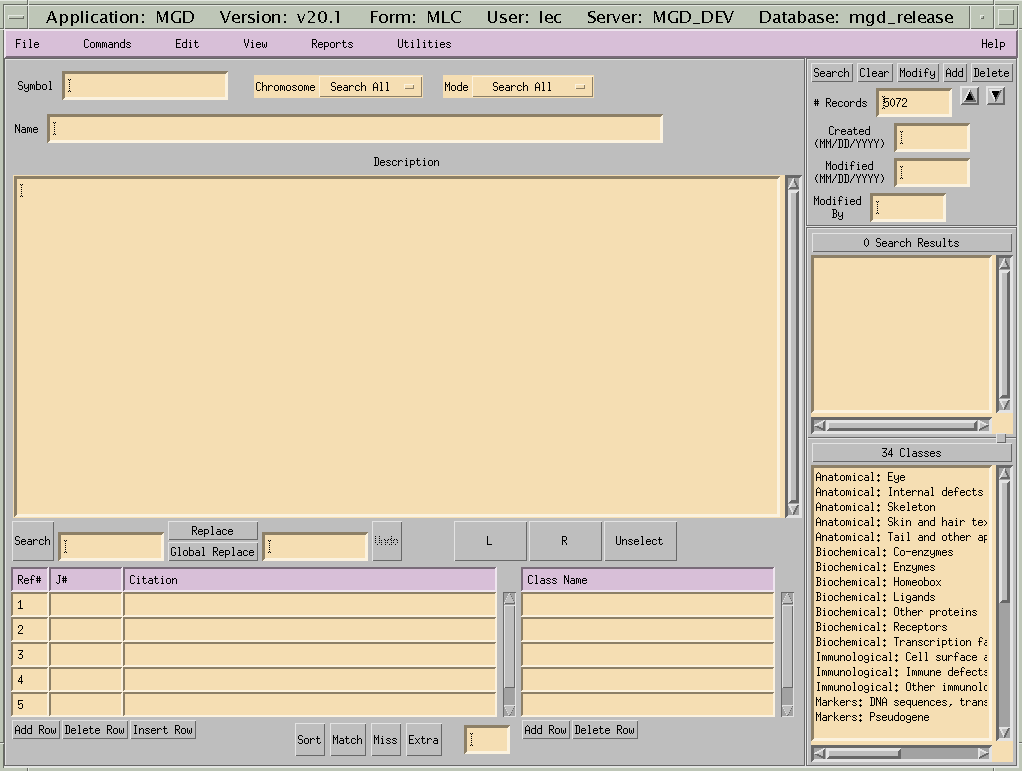 Application: MGD Version: v20.1 Form: MLC User: lec Server: MGD_DEV Database: mgd_release
File Commands Edit View Reports Utilities Help
Symbol Chromosome Search All Mode Search All
Name
Description
Search Clear Modify Add Delete
# Records 5072
Created
(MM/DD/YYYY)
Modified
(MM/DD/YYYY)
Modified
By
0 Search Results
34 Classes
Anatomical: Eye
Anatomical: Internal defects
Anatomical: Skeleton
Anatomical: Skin and hair tex
Anatomical: Tail and other ap
Biochemical: Co-enzymes
Biochemical: Enzymes
Biochemical: Homeobox
Biochemical: Ligands
Biochemical: Other proteins
Biochemical: Receptors
Biochemical: Transcription fa
Immunological: Cell surface a
Immunological: Immune defects
Immunological: Other immunolo
Markers: DNA sequences, trans
Markers: Pseudogene
Search Replace Undo L R Unselect
Global Replace
Ref# J# Citation Class Name
1
2
3
4
5
Add Row Delete Row Insert Row Sort Match Miss Extra Add Row Delete Row